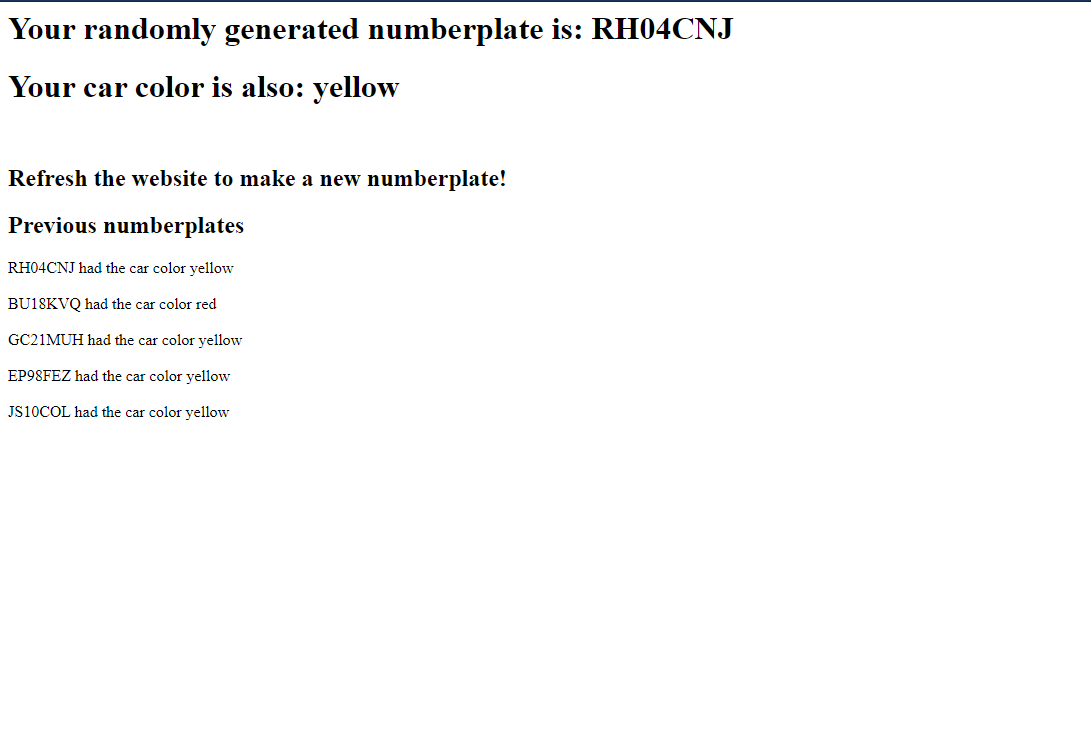 Your randomly generated numberplate is: RH04CNJ
Your car color is also: yellow
Refresh the website to make a new numberplate!
Previous numberplates
RH04CNJ had the car color yellow
BU18KVQ had the car color red
GC21MUH had the car color yellow
EP98FEZ had the car color yellow
JS10COL had the car color yellow